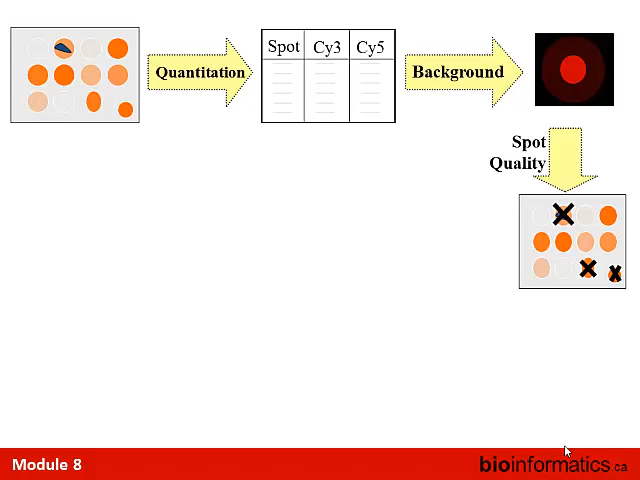 Quantitation
Spot Cy3 Cy5
Background
Spot
Quality
Module 8
bioinformatics.ca